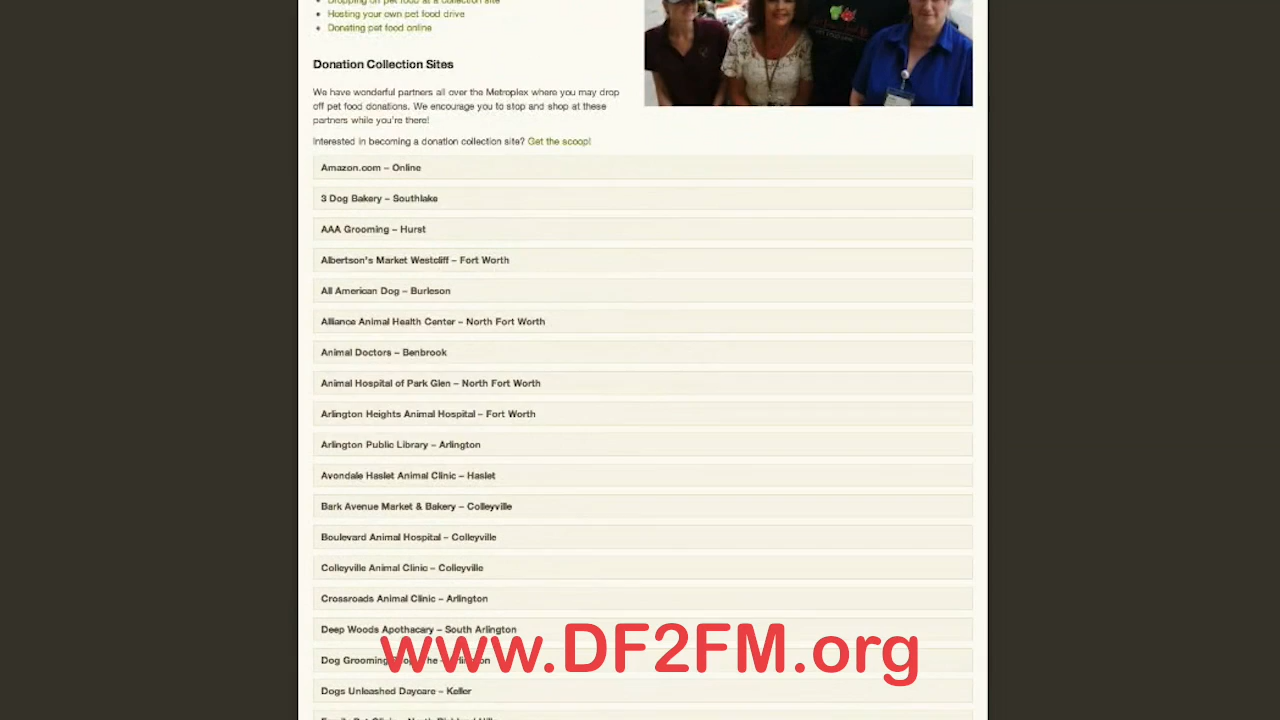 Dropping off pet food at a collection site
Hosting your own pet food drive
Donating pet food online
Donation Collection Sites
We have wonderful partners all over the Metroplex where you may drop
off pet food donations. We encourage you to stop and shop at these
partners while you're there!
Interested in becoming a donation collection site? Get the scoop!
Amazon.com – Online
3 Dog Bakery – Southlake
AAA Grooming – Hurst
Albertson's Market Westcliff – Fort Worth
All American Dog – Burleson
Alliance Animal Health Center – North Fort Worth
Animal Doctors – Benbrook
Animal Hospital of Park Glen – North Fort Worth
Arlington Heights Animal Hospital – Fort Worth
Arlington Public Library – Arlington
Avondale Haslet Animal Clinic – Haslet
Bark Avenue Market & Bakery – Colleyville
Boulevard Animal Hospital – Colleyville
Colleyville Animal Clinic – Colleyville
Crossroads Animal Clinic – Arlington
Deep Woods Apothecary – South Arlington
www.DF2FM.org
Dog Grooming The – Arlington
Dogs Unleashed Daycare – Keller